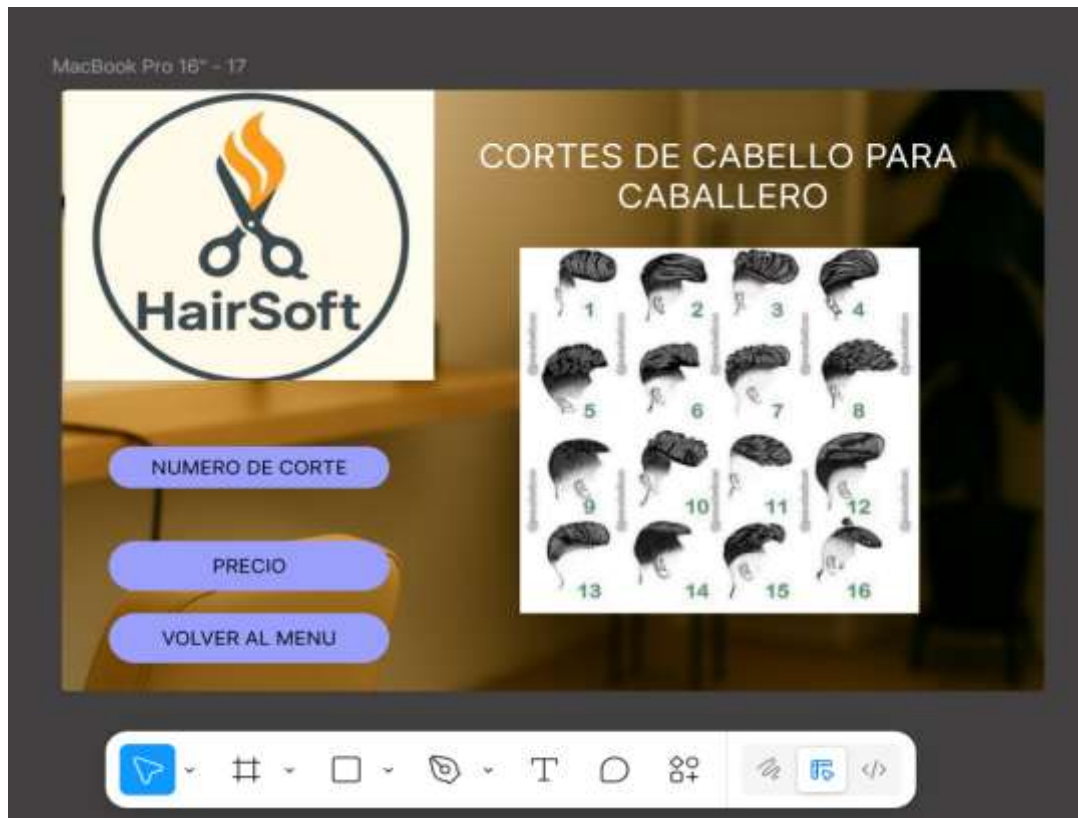 MacBook Pro 16" - 17
HairSoft
CORTES DE CABELLO PARA
CABALLERO
1 2 3 4
5 6 7 8
9 10 11 12
13 14 15 16
NUMERO DE CORTE
PRECIO
VOLVER AL MENU
T